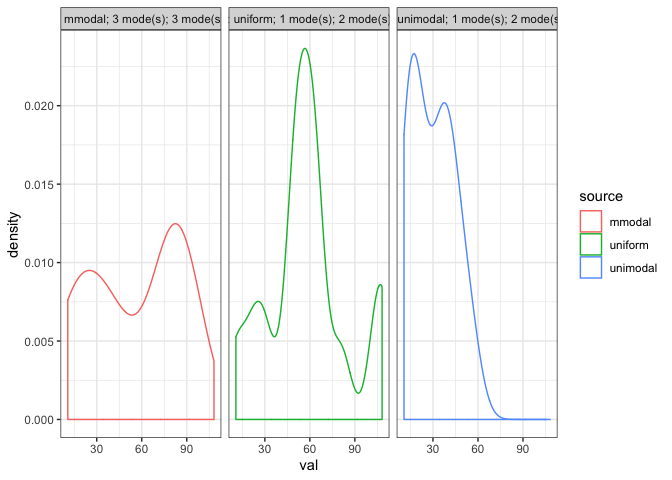 mmodal; 3 mode(s); 3 mode(s
: uniform; 1 mode(s); 2 mode(s)
unimodal; 1 mode(s); 2 mode(s
0.020
0.015
0.010
0.005
0.000
density
30 60 90
30 60 90
30 60 90
val
source
mmodal
uniform
unimodal